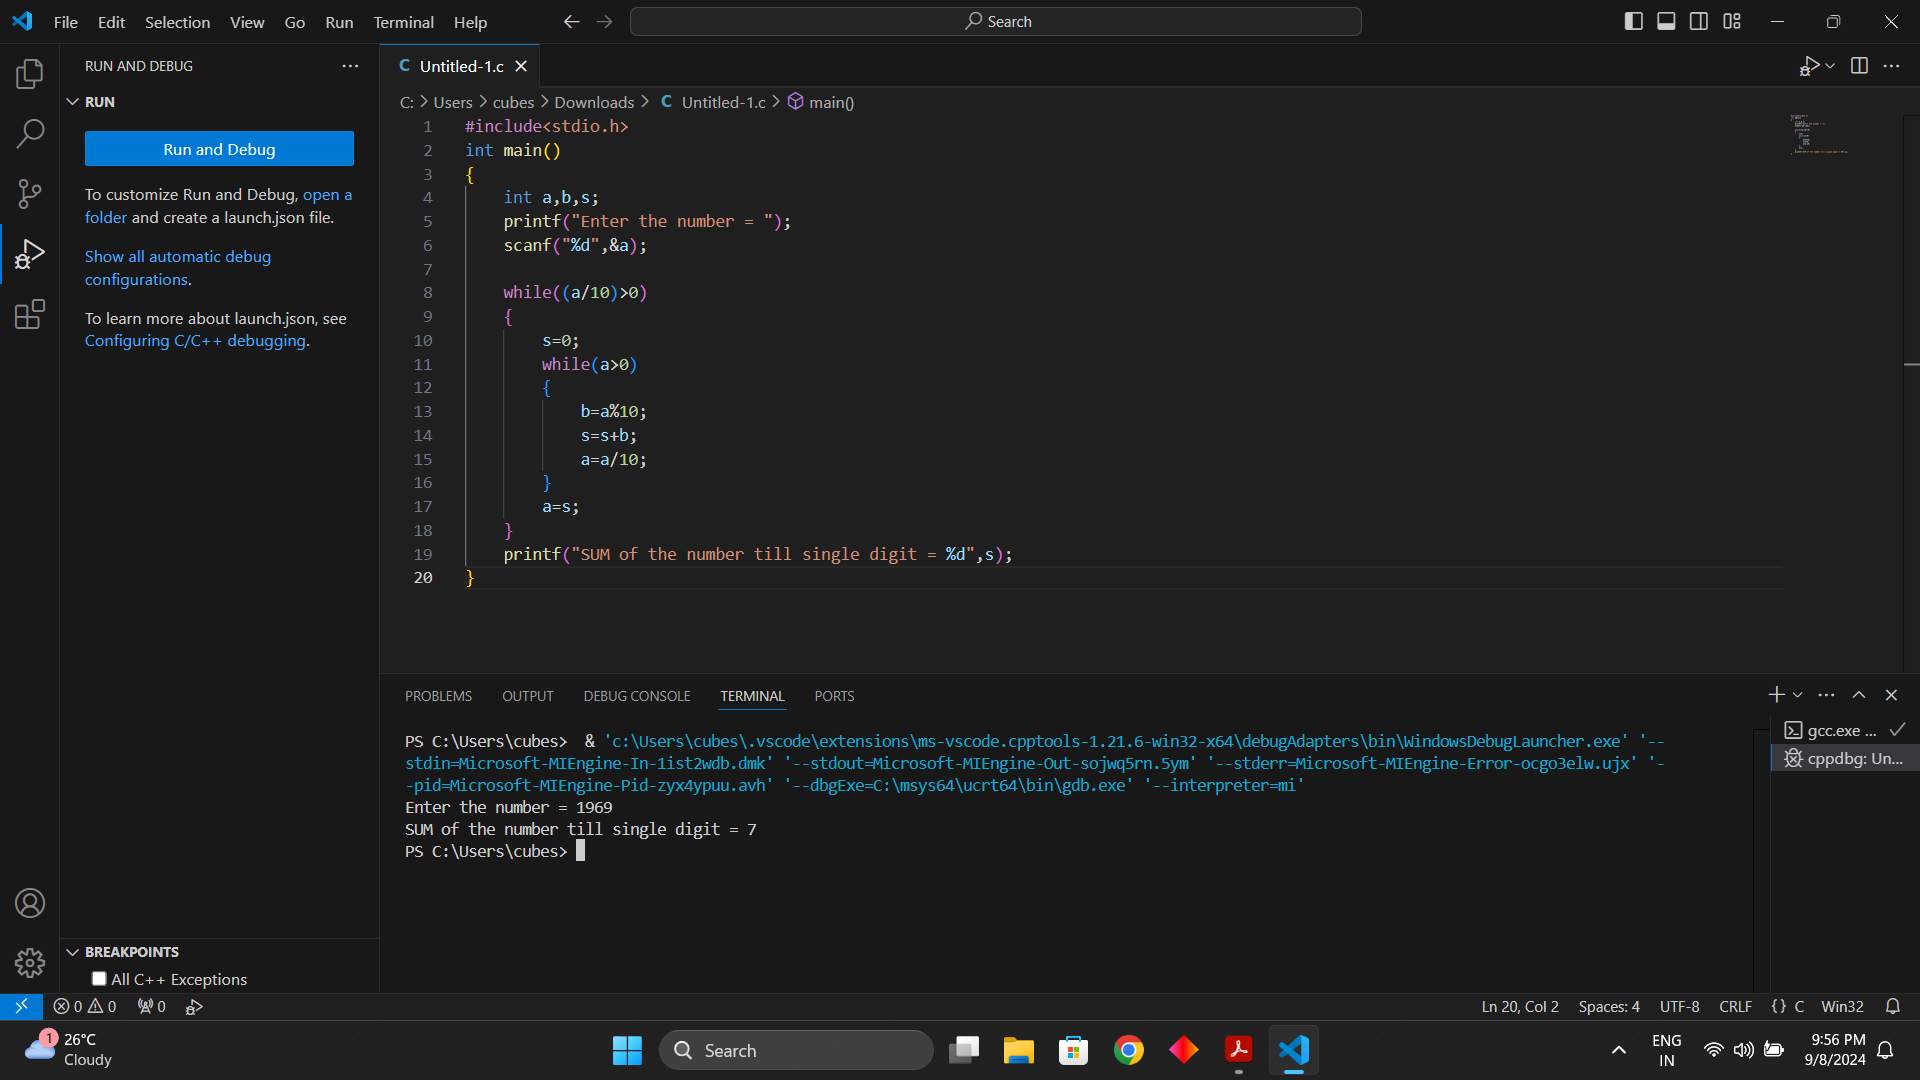 File Edit Selection View Go Run Terminal Help
Search
RUN AND DEBUG
RUN
Run and Debug
To customize Run and Debug, open a
folder and create a launch.json file.
Show all automatic debug
configurations.
To learn more about launch.json, see
Configuring C/C++ debugging.
BREAKPOINTS
All C++ Exceptions
C Untitled-1.c
C: > Users > cubes > Downloads > C Untitled-1.c > main()
1 #include<stdio.h>
2 int main()
3 {
4 int a,b,s;
5 printf("Enter the number = ");
6 scanf("%d",&a);
7
8 while((a/10)>0)
9 {
10 s=0;
11 while(a>0)
12 {
13 b=a%10;
14 s=s+b;
15 a=a/10;
16 }
17 a=s;
18 }
19 printf("SUM of the number till single digit = %d",s);
20 }
PROBLEMS OUTPUT DEBUG CONSOLE TERMINAL PORTS
PS C:\Users\cubes>  & 'c:\Users\cubes\.vscode\extensions\ms-vscode.cpptools-1.21.6-win32-x64\debugAdapters\bin\WindowsDebugLauncher.exe' '--
stdin=Microsoft-MIEngine-In-1ist2wdb.dmk' '--stdout=Microsoft-MIEngine-Out-sojwq5rn.5ym' '--stderr=Microsoft-MIEngine-Error-ocgo3elw.ujx' '-
-pid=Microsoft-MIEngine-Pid-zyx4ypuu.avh' '--dbgExe=C:\msys64\ucrt64\bin\gdb.exe' '--interpreter=mi'
Enter the number = 1969
SUM of the number till single digit = 7
PS C:\Users\cubes>
gcc.exe ...
cppdbg: Un...
0 0 0
Ln 20, Col 2 Spaces: 4 UTF-8 CRLF {} C Win32
1
26°C
Cloudy
Search
ENG
IN
9:56 PM
9/8/2024